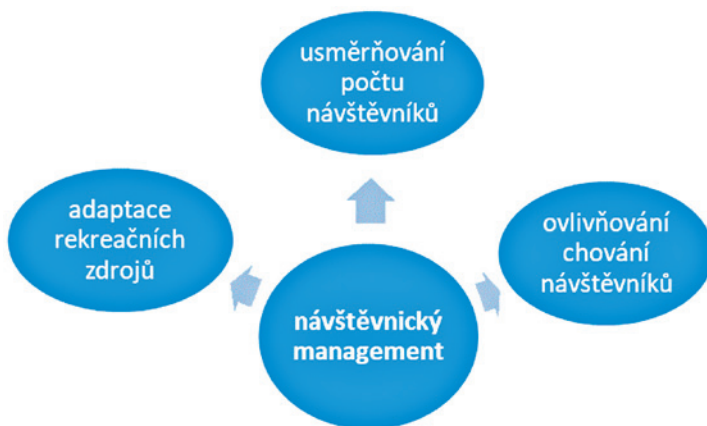 usměrňování
počtu
návštěvníků
adaptace
rekreačních
zdrojů
ovlivňování
chování
návštěvníků
návštěvnický
management